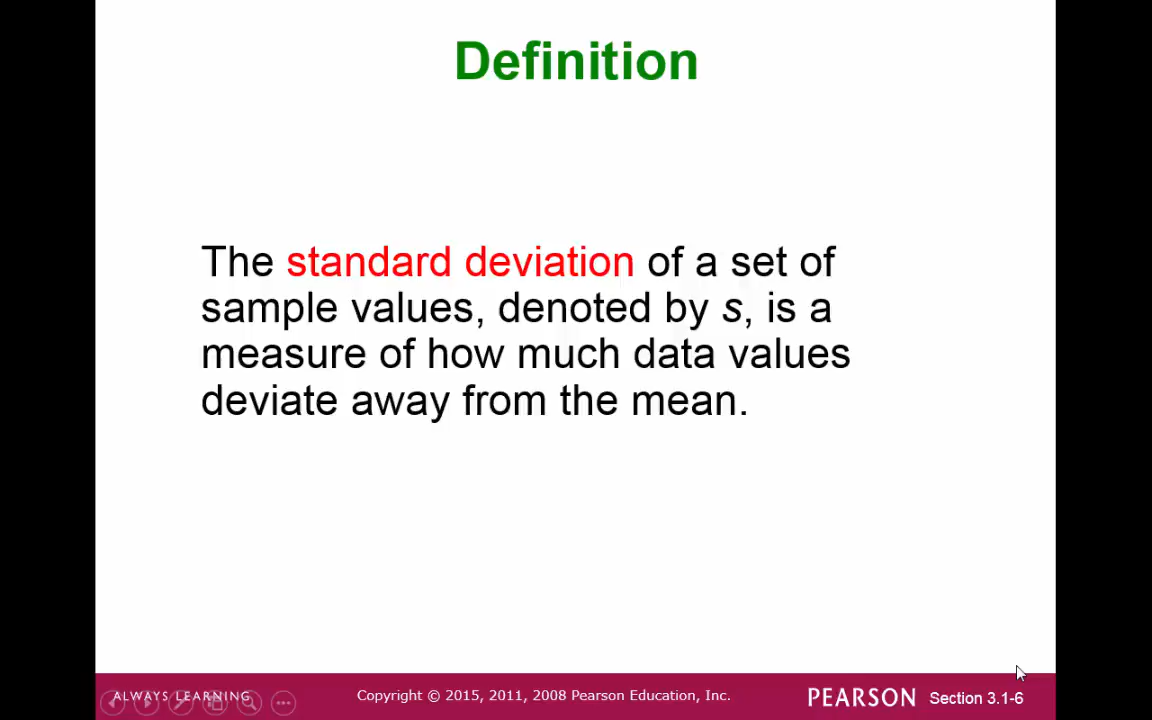 Definition
The standard deviation of a set of
sample values, denoted by s, is a
measure of how much data values
deviate away from the mean.
ALWAYS LEARNING
Copyright © 2015, 2011, 2008 Pearson Education, Inc.
PEARSON
Section 3.1-6